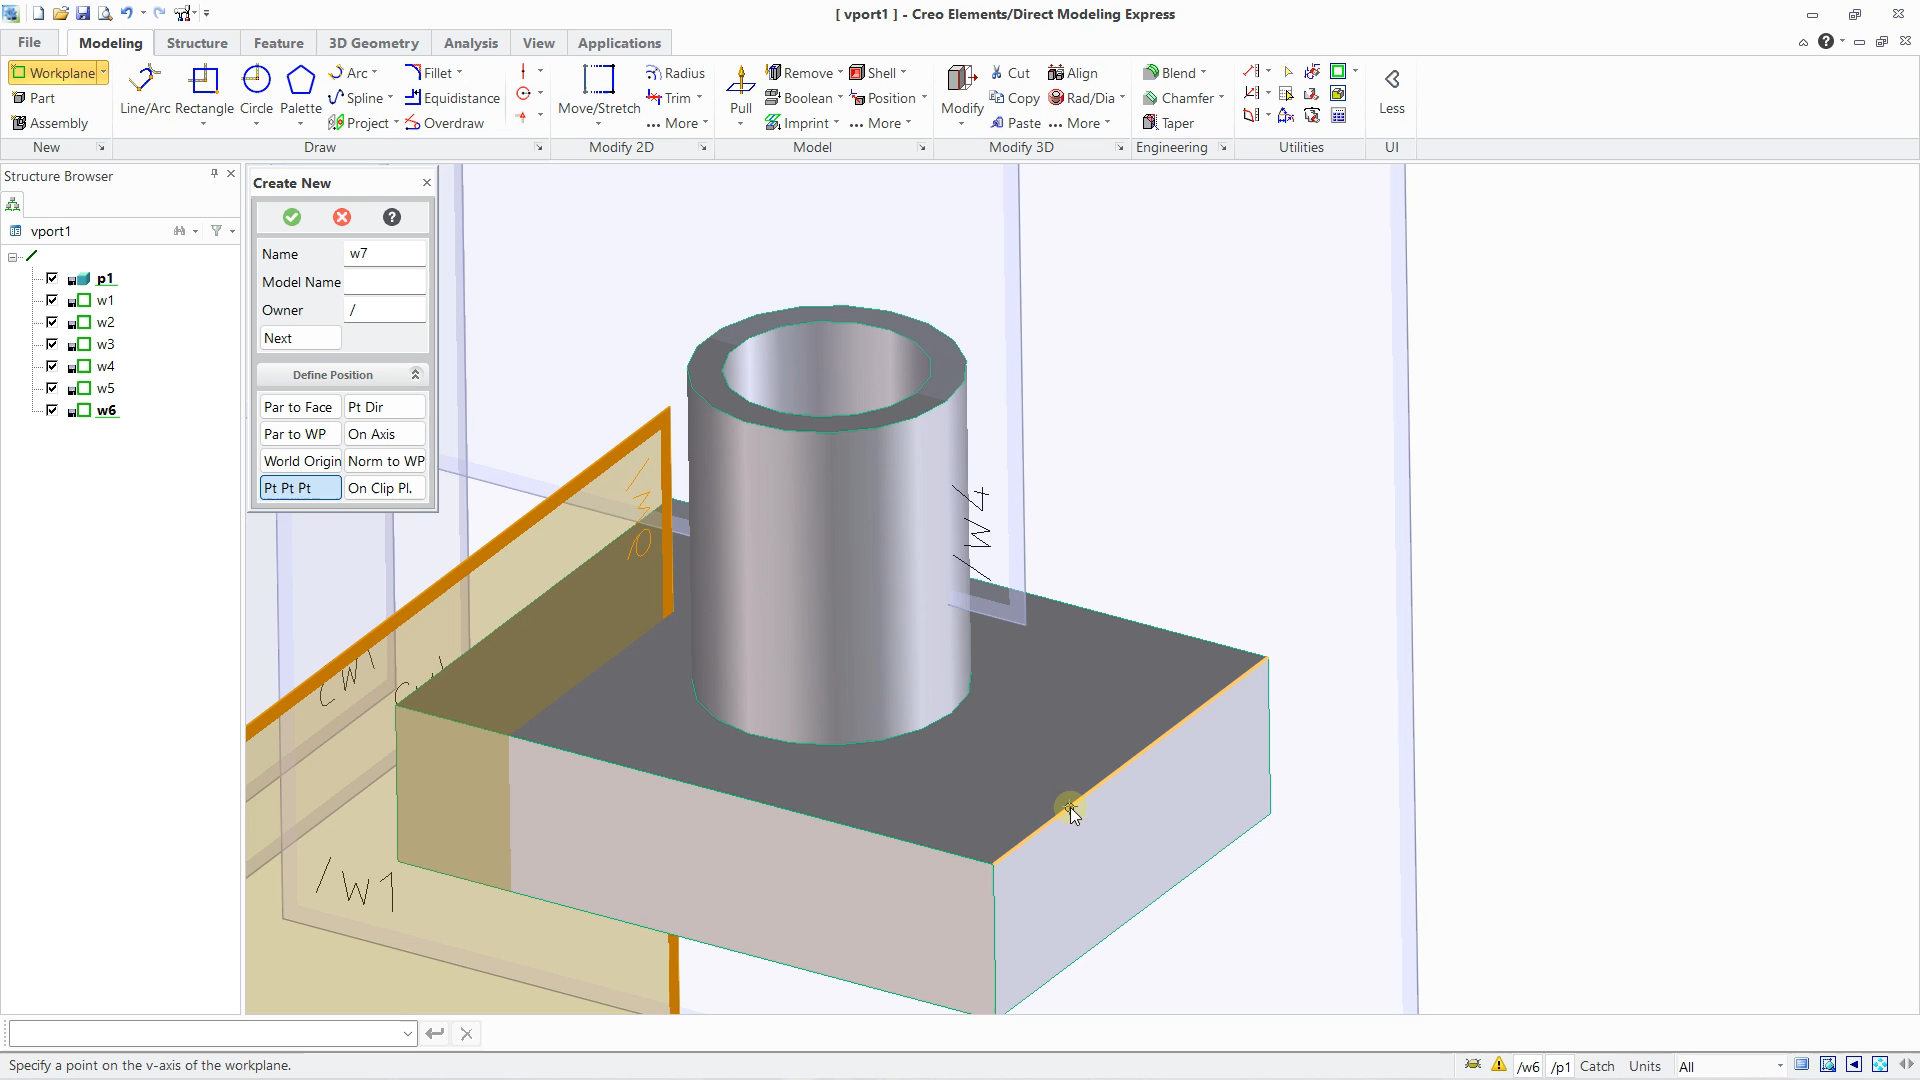 [ vport1 ] - Creo Elements/Direct Modeling Express
File
Modeling
Structure
Feature
3D Geometry
Analysis
View
Applications
Workplane
Part
Assembly
New
Line/Arc
Rectangle
Circle
Palette
Arc
Spline
Project
Fillet
Equidistance
Overdraw
Draw
Move/Stretch
Radius
Trim
More
Modify 2D
Pull
Remove
Boolean
Imprint
Shell
Position
More
Model
Modify
Cut
Copy
Paste
Align
Rad/Dia
More
Modify 3D
Blend
Chamfer
Taper
Engineering
Utilities
Less
UI
Structure Browser
vport1
p1
w1
w2
w3
w4
w5
w6
Create New
Name w7
Model Name
Owner /
Next
Define Position
Par to Face Pt Dir
Par to WP On Axis
World Origin Norm to WP
Pt Pt Pt On Clip Pl.
/W4
/W1
Specify a point on the v-axis of the workplane.
/w6
/p1
Catch
Units
All